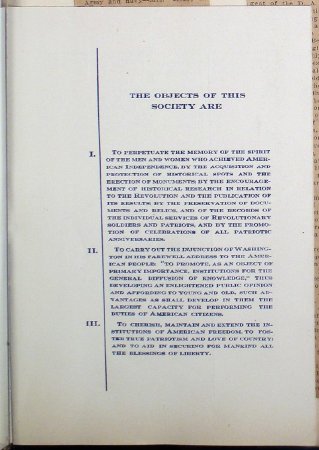 Army and Navy
gent of the D. A
THE OBJECTS OF THIS
SOCIETY ARE
I. TO PERPETUATE THE MEMORY OF THE SPIRIT
OF THE MEN AND WOMEN WHO ACHIEVED AMER-
ICAN INDEPENDENCE, BY THE ACQUISITION AND
PROTECTION OF HISTORICAL SPOTS AND THE
ERECTION OF MONUMENTS; BY THE ENCOURAGE-
MENT OF HISTORICAL RESEARCH IN RELATION
TO THE REVOLUTION AND THE PUBLICATION OF
ITS RESULTS; BY THE PRESERVATION OF DOCU-
MENTS AND RELICS, AND OF THE RECORDS OF
THE INDIVIDUAL SERVICES OF REVOLUTIONARY
SOLDIERS AND PATRIOTS, AND BY THE PROMO-
TION OF CELEBRATIONS OF ALL PATRIOTIC
ANNIVERSARIES.
II. TO CARRY OUT THE INJUNCTION OF WASHING-
TON IN HIS FAREWELL ADDRESS TO THE AMER-
ICAN PEOPLE: "TO PROMOTE, AS AN OBJECT OF
PRIMARY IMPORTANCE, INSTITUTIONS FOR THE
GENERAL DIFFUSION OF KNOWLEDGE," THUS
DEVELOPING AN ENLIGHTENED PUBLIC OPINION
AND AFFORDING TO YOUNG AND OLD, SUCH AD-
VANTAGES AS SHALL DEVELOP IN THEM THE
LARGEST CAPACITY FOR PERFORMING THE
DUTIES OF AMERICAN CITIZENS.
III. TO CHERISH, MAINTAIN AND EXTEND THE IN-
STITUTIONS OF AMERICAN FREEDOM, TO FOS-
TER TRUE PATRIOTISM AND LOVE OF COUNTRY;
AND TO AID IN SECURING FOR MANKIND ALL
THE BLESSINGS OF LIBERTY.